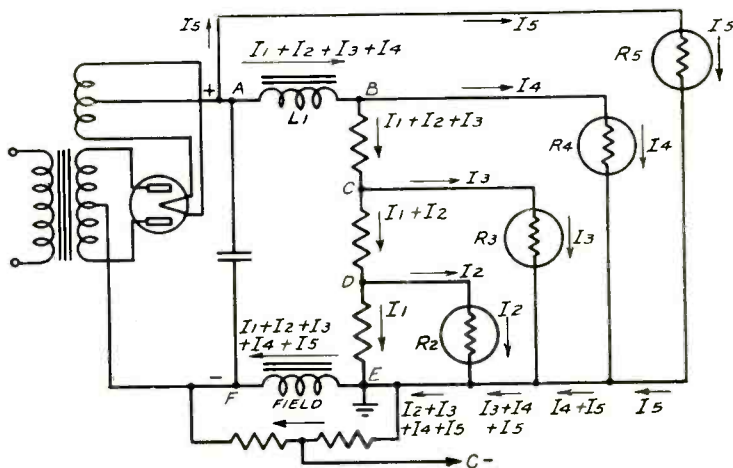 I5
I1+I2+I3+I4
I5
I5
R5
+
A
L1
B
I4
I1+I2+I3
R4
I4
C
I3
I1+I2
R3
I3
D
I2
I1
R2
I2
I1+I2+I3
+I4+I5
-
F
FIELD
E
I2+I3
+I4+I5
I3+I4
+I5
I4+I5
I5
C-